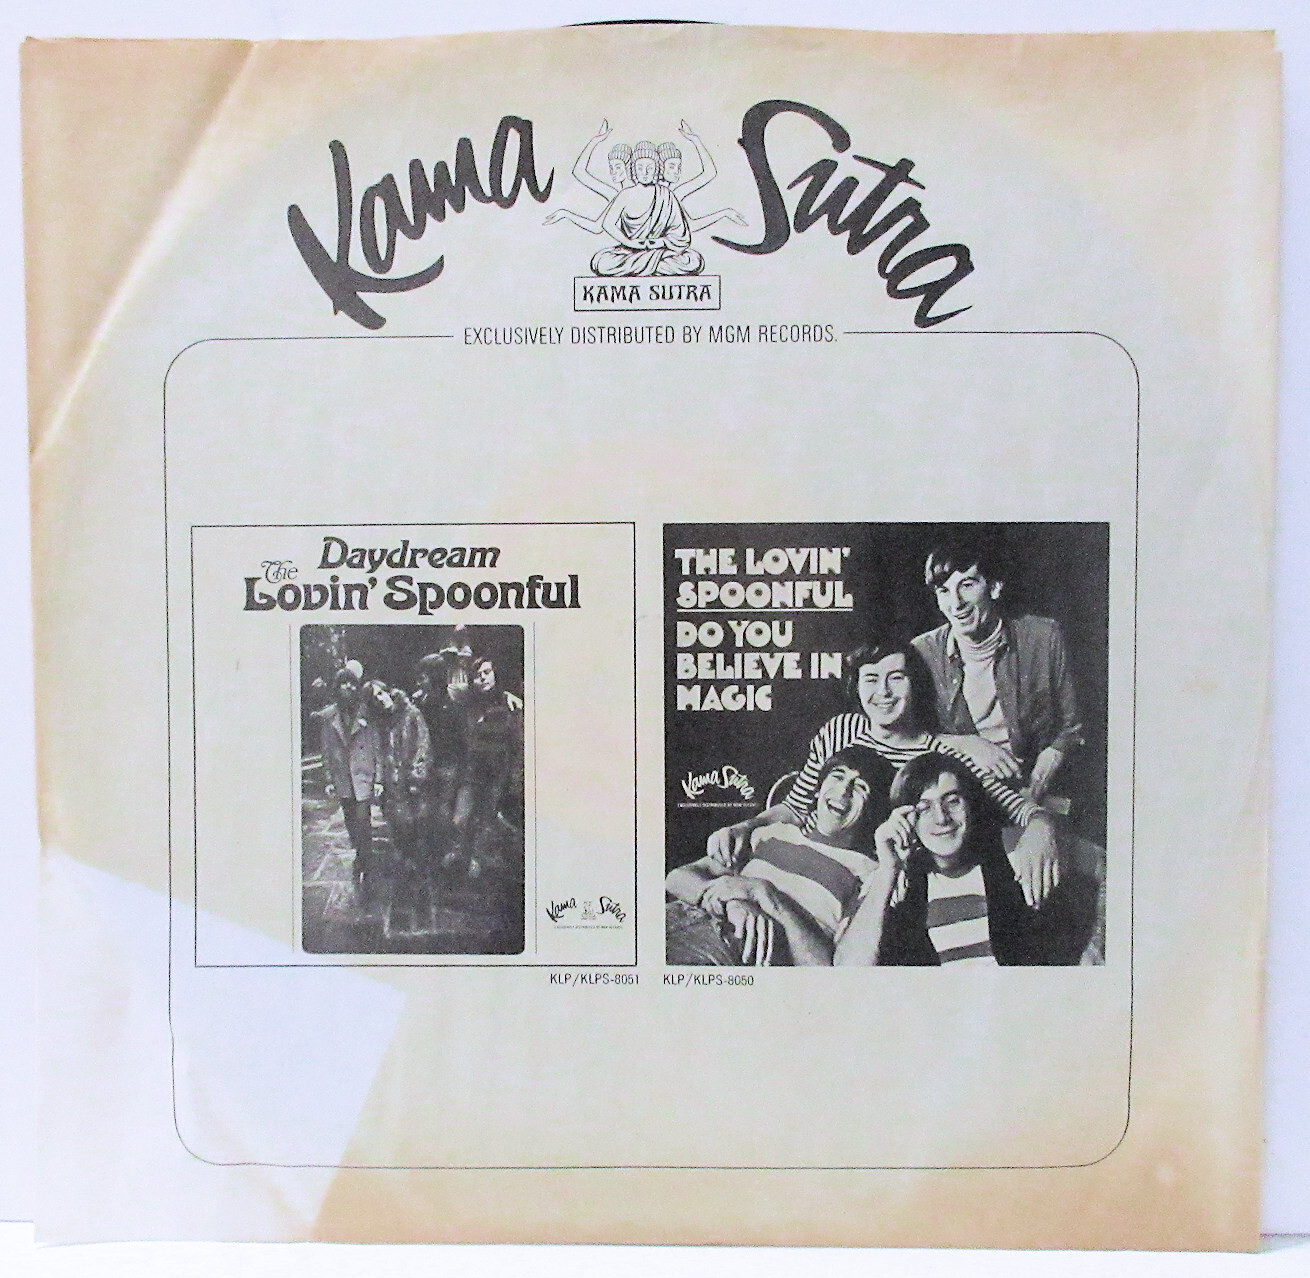 Kama Sutra
KAMA SUTRA
EXCLUSIVELY DISTRIBUTED BY MGM RECORDS.
Daydream
The
Lovin' Spoonful
Kama Sutra
KLP/KLPS-8051
THE LOVIN'
SPOONFUL
DO YOU
BELIEVE IN
MAGIC
Kama Sutra
KLP/KLPS-8050